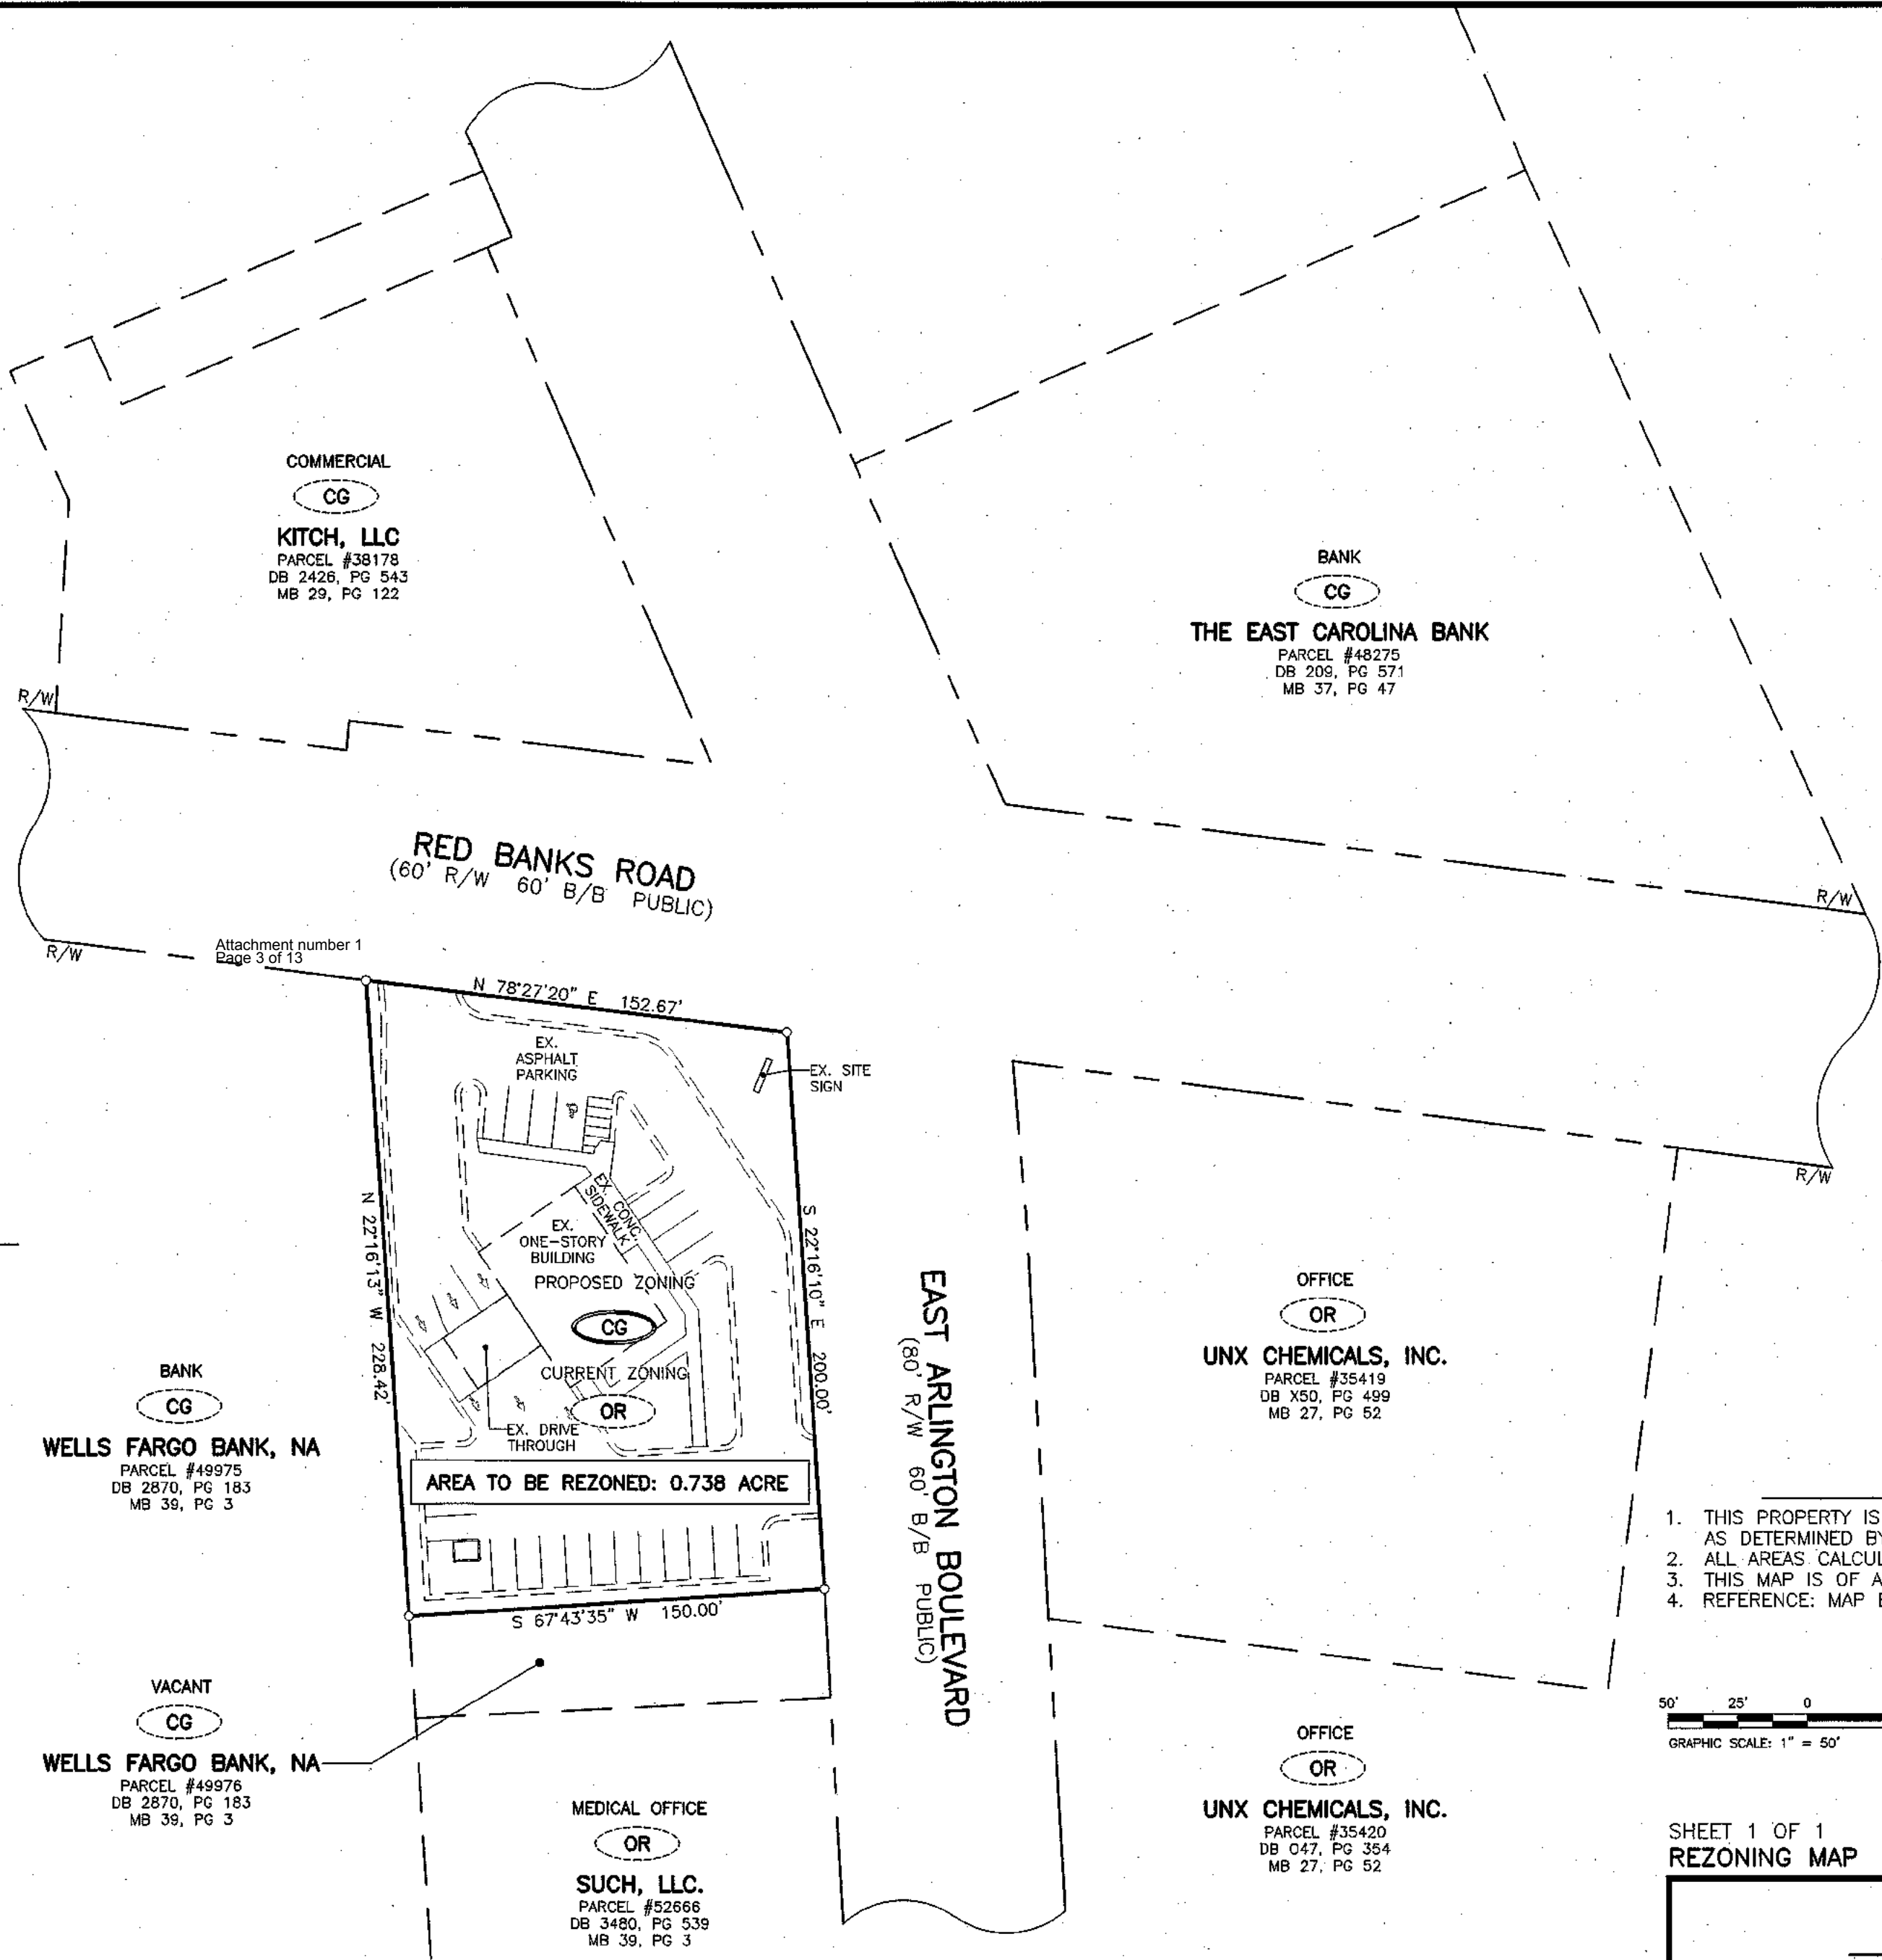 COMMERCIAL
CG
KITCH, LLC
PARCEL #38178
DB 2426, PG 543
MB 29, PG 122
BANK
CG
THE EAST CAROLINA BANK
PARCEL #48275
DB 209, PG 571
MB 37, PG 47
R/W
R/W
RED BANKS ROAD
(60' R/W 60' B/B PUBLIC)
Attachment number 1
Page 3 of 13
R/W
R/W
N 78°27'20" E 152.67'
EX.
ASPHALT
PARKING
EX. SITE
SIGN
EX. CONC.
SIDEWALK
EX.
ONE-STORY
BUILDING
PROPOSED ZONING
CG
CURRENT ZONING
OR
EX. DRIVE
THROUGH
N 22°16'13" W 228.42'
S 22°16'10" E 200.00'
AREA TO BE REZONED: 0.738 ACRE
S 67°43'35" W 150.00'
EAST ARLINGTON BOULEVARD
(80' R/W 60' B/B PUBLIC)
OFFICE
OR
UNX CHEMICALS, INC.
PARCEL #35419
DB X50, PG 499
MB 27, PG 52
BANK
CG
WELLS FARGO BANK, NA
PARCEL #49975
DB 2870, PG 183
MB 39, PG 3
1. THIS PROPERTY IS
AS DETERMINED BY
2. ALL AREAS CALCUL
3. THIS MAP IS OF A
4. REFERENCE: MAP
VACANT
CG
WELLS FARGO BANK, NA
PARCEL #49976
DB 2870, PG 183
MB 39, PG 3
MEDICAL OFFICE
OR
SUCH, LLC.
PARCEL #52666
DB 3480, PG 539
MB 39, PG 3
OFFICE
OR
UNX CHEMICALS, INC.
PARCEL #35420
DB O47, PG 354
MB 27, PG 52
50' 25' 0
GRAPHIC SCALE: 1" = 50'
SHEET 1 OF 1
REZONING MAP